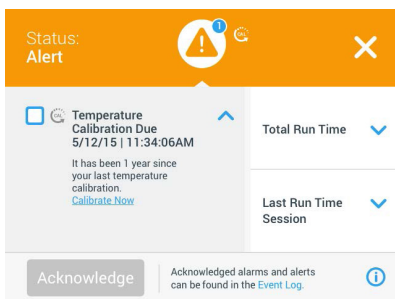 Status:
Alert
1
CAL
Temperature
Calibration Due
5/12/15 | 11:34:06AM
It has been 1 year since
your last temperature
calibration.
Calibrate Now
Total Run Time
Last Run Time
Session
Acknowledge
Acknowledged alarms and alerts
can be found in the Event Log.